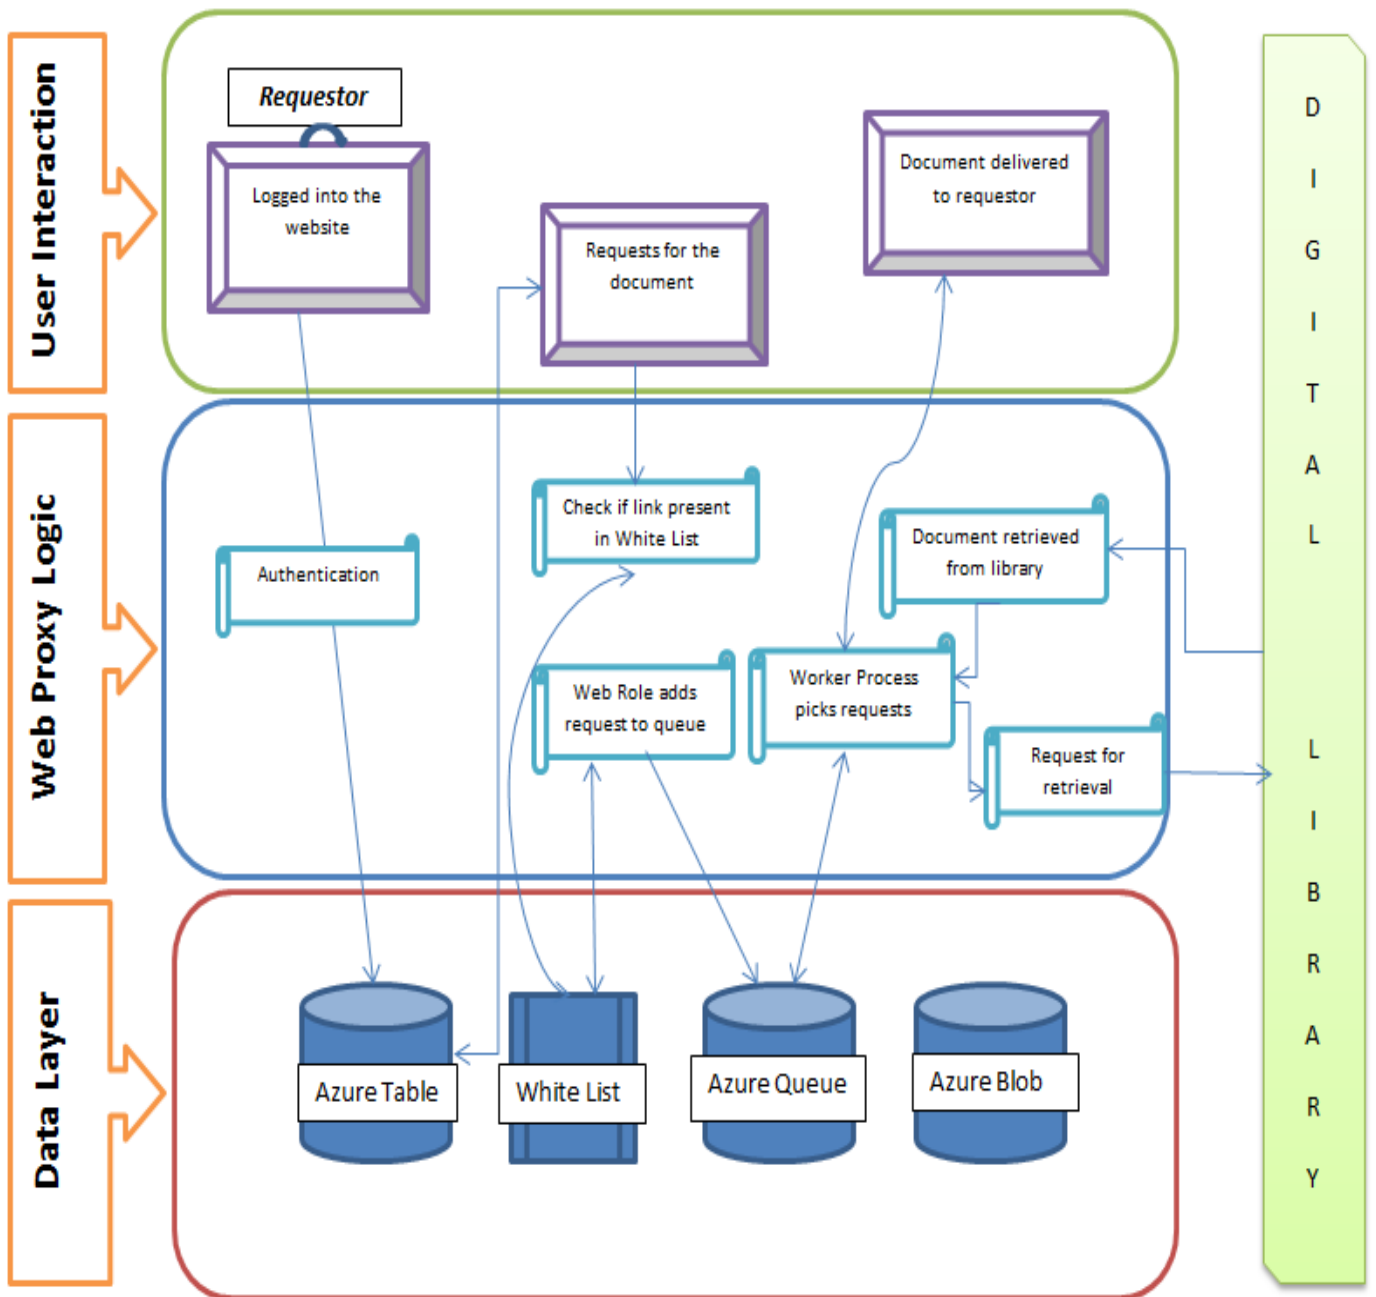 User Interaction
Requestor
Logged into the
website
Requests for the
document
Document delivered
to requestor
Web Proxy Logic
Authentication
Check if link present
in White List
Document retrieved
from library
Web Role adds
request to queue
Worker Process
picks requests
Request for
retrieval
Data Layer
Azure Table
White List
Azure Queue
Azure Blob
D
I
G
I
T
A
L
L
I
B
R
A
R
Y